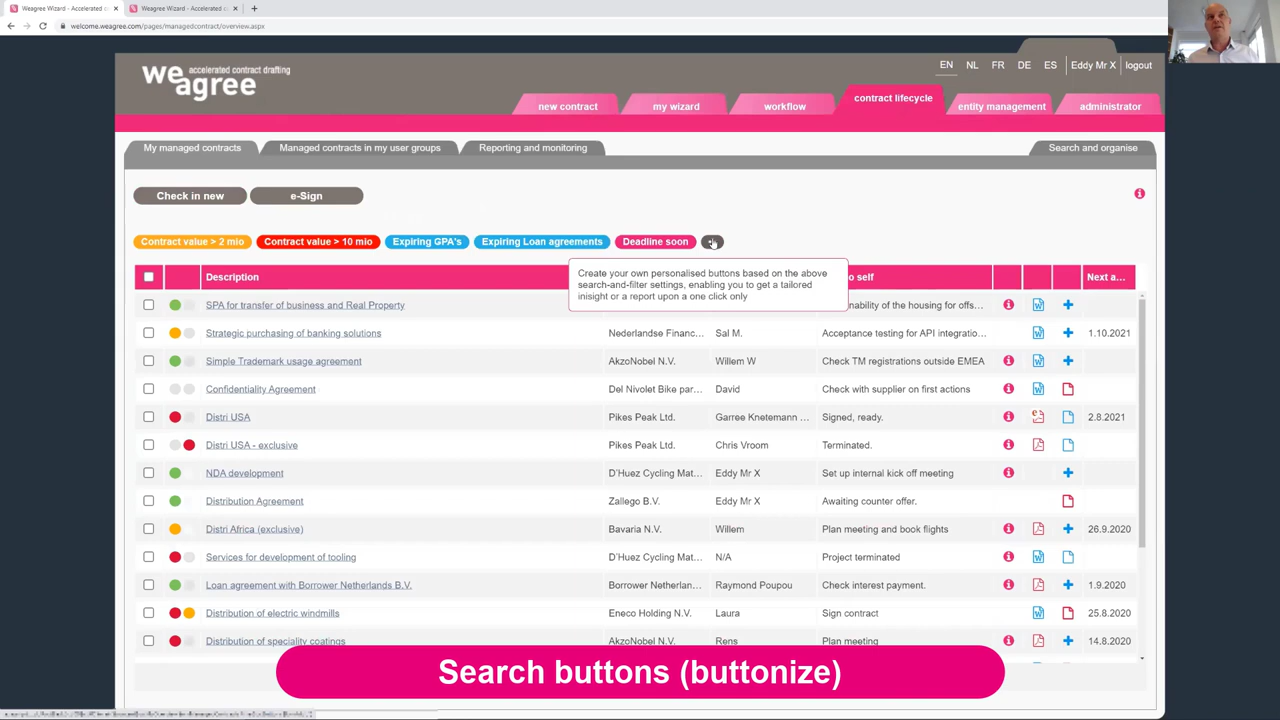 Weagree Wizard - Accelerated c
Weagree Wizard - Accelerated c
welcome.weagree.com/pages/managedcontract/overview.aspx
we agree
accelerated contract drafting
EN NL FR DE ES Eddy Mr X logout
new contract my wizard workflow contract lifecycle entity management administrator
My managed contracts Managed contracts in my user groups Reporting and monitoring Search and organise
Check in new e-Sign
Contract value > 2 mio Contract value > 10 mio Expiring GPA's Expiring Loan agreements Deadline soon
Create your own personalised buttons based on the above
search-and-filter settings, enabling you to get a tailored
inisight or a report upon a one click only
Description o self Next a...
SPA for transfer of business and Real Property nability of the housing for offs...
Strategic purchasing of banking solutions Nederlandse Financ... Sal M. Acceptance testing for API integratio... 1.10.2021
Simple Trademark usage agreement AkzoNobel N.V. Willem W Check TM registrations outside EMEA
Confidentiality Agreement Del Nivolet Bike par... David Check with supplier on first actions
Distri USA Pikes Peak Ltd. Garree Knetemann ... Signed, ready. 2.8.2021
Distri USA - exclusive Pikes Peak Ltd. Chris Vroom Terminated.
NDA development D'Huez Cycling Mat... Eddy Mr X Set up internal kick off meeting
Distribution Agreement Zallego B.V. Eddy Mr X Awaiting counter offer.
Distri Africa (exclusive) Bavaria N.V. Willem Plan meeting and book flights 26.9.2020
Services for development of tooling D'Huez Cycling Mat... N/A Project terminated
Loan agreement with Borrower Netherlands B.V. Borrower Netherlan... Raymond Poupou Check interest payment. 1.9.2020
Distribution of electric windmills Eneco Holding N.V. Laura Sign contract 25.8.2020
Distribution of speciality coatings AkzoNobel N.V. Rens Plan meeting 14.8.2020
Search buttons (buttonize)